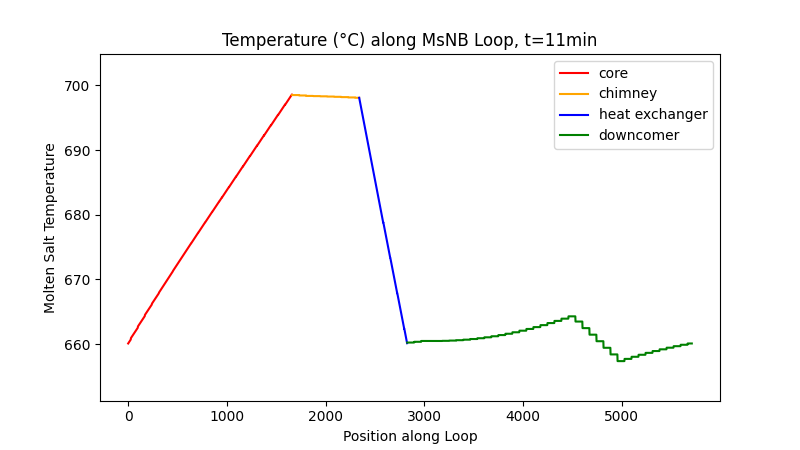 Temperature (°C) along MsNB Loop, t=11min
core
chimney
heat exchanger
downcomer
Molten Salt Temperature
700
690
680
670
660
0 1000 2000 3000 4000 5000
Position along Loop